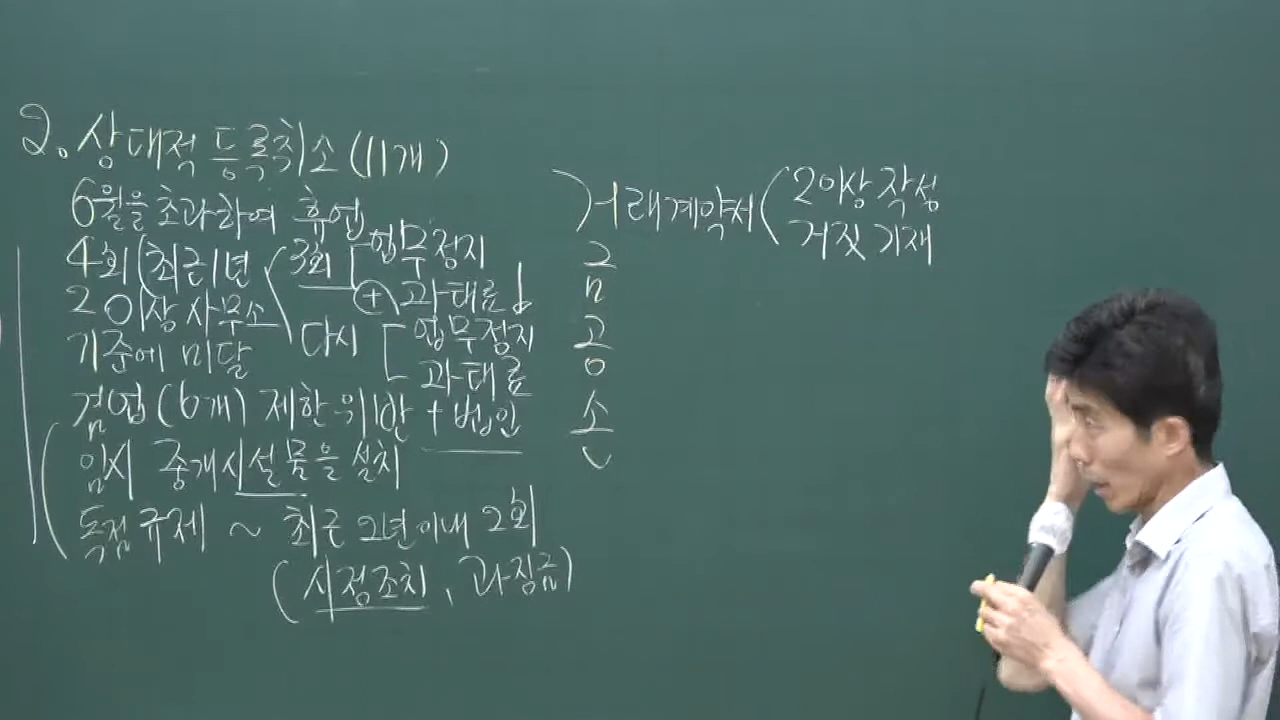 2. 상대적 등록취소 (11개)
6월을 초과하여 휴업
4회 (최근 1년 3회 업무정지
+ 과태료
2 이상 사무소 다시 업무정지
기준에 미달 과태료
겸업 (6개) 제한 위반 + 법인
임시 중개시설물을 설치
독점규제 ~ 최근 2년 이내 2회
(시정조치, 과징금)
거래계약서 ( 2 이상 작성
거짓 기재
금
공
손